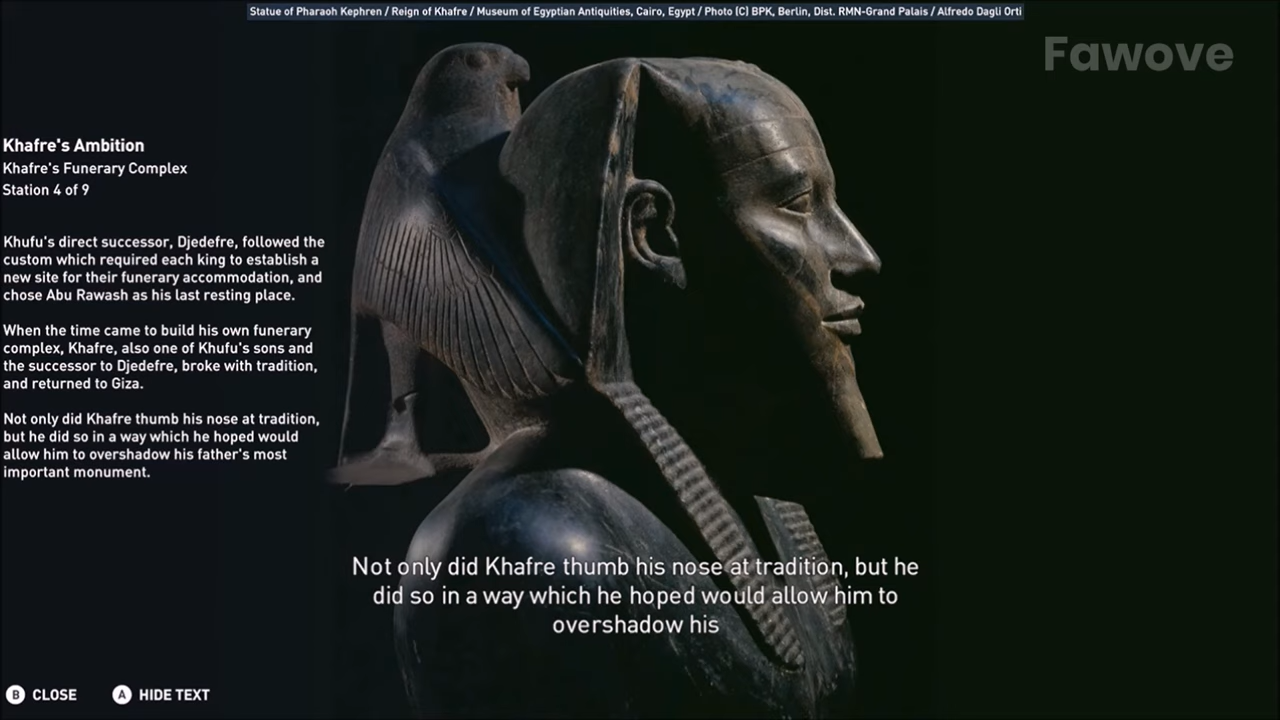 Statue of Pharaoh Kephren / Reign of Khafre / Museum of Egyptian Antiquities, Cairo, Egypt / Photo (C) BPK, Berlin, Dist. RMN-Grand Palais / Alfredo Dagli Orti
Fawove
Khafre's Ambition
Khafre's Funerary Complex
Station 4 of 9
Khufu's direct successor, Djedefre, followed the
custom which required each king to establish a
new site for their funerary accommodation, and
chose Abu Rawash as his last resting place.
When the time came to build his own funerary
complex, Khafre, also one of Khufu's sons and
the successor to Djedefre, broke with tradition,
and returned to Giza.
Not only did Khafre thumb his nose at tradition,
but he did so in a way which he hoped would
allow him to overshadow his father's most
important monument.
Not only did Khafre thumb his nose at tradition, but he
did so in a way which he hoped would allow him to
overshadow his
B CLOSE
A HIDE TEXT